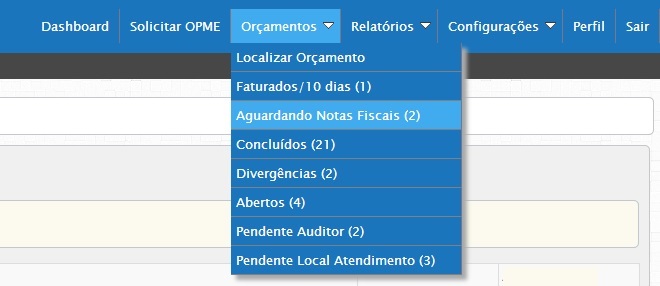 Dashboard Solicitar OPME Orçamentos Relatórios Configurações Perfil Sair
Localizar Orçamento
Faturados/10 dias (1)
Aguardando Notas Fiscais (2)
Concluídos (21)
Divergências (2)
Abertos (4)
Pendente Auditor (2)
Pendente Local Atendimento (3)